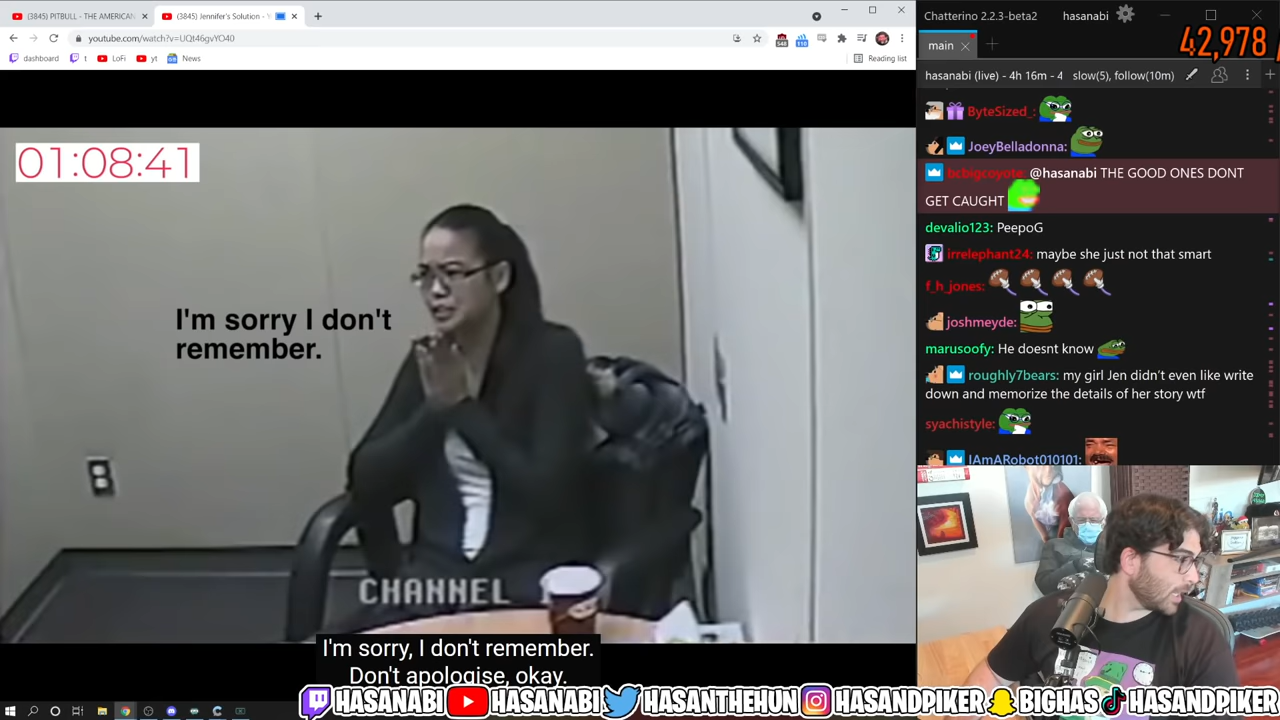 (3845) PITBULL - THE AMERICAN
(3845) Jennifer's Solution -
youtube.com/watch?v=UQt46gvYO40
dashboard
t
LoFi
yt
News
Reading list
01:08:41
I'm sorry I don't
remember.
CHANNEL
I'm sorry, I don't remember.
Don't apologise, okay.
Chatterino 2.2.3-beta2
hasanabi
42,978
main
hasanabi (live) - 4h 16m - 4
slow(5), follow(10m)
ByteSized_:
JoeyBelladonna:
bcbigcoyote: @hasanabi THE GOOD ONES DONT
GET CAUGHT
devalio123: PeepoG
irrelephant24: maybe she just not that smart
f_h_jones:
joshmeyde:
marusoofy: He doesnt know
roughly7bears: my girl Jen didn't even like write
down and memorize the details of her story wtf
syachistyle:
IAmARobot010101:
HASANABI
HASANABI
HASANTHEHUN
HASANDPIKER
BIGHAS
HASANDPIKER